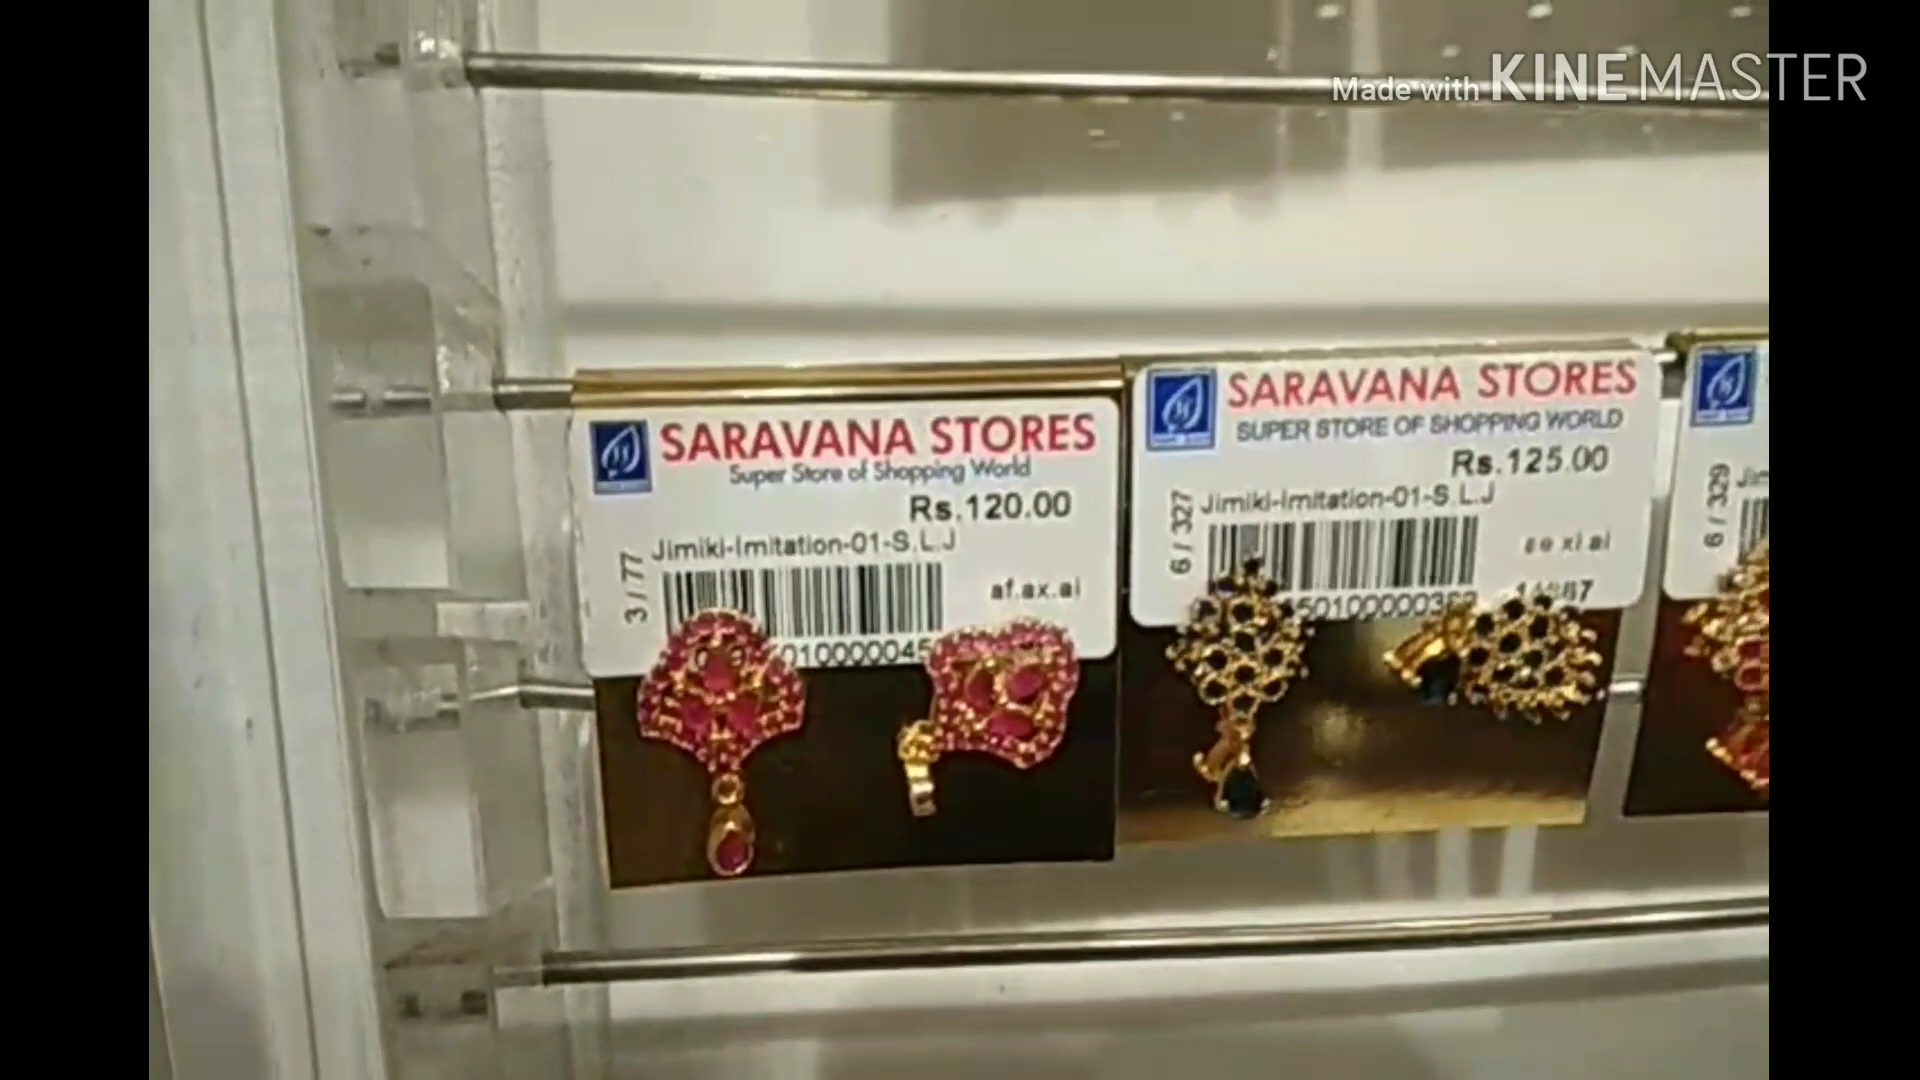 Made with KINEMASTER
SARAVANA STORES
Super Store of Shopping World
Rs.120.00
3 / 77
Jimiki-Imitation-01-S.L.J
af.ax.ai
SARAVANA STORES
SUPER STORE OF SHOPPING WORLD
Rs.125.00
6 / 327
Jimiki-Imitation-01-S.L.J
6 / 329